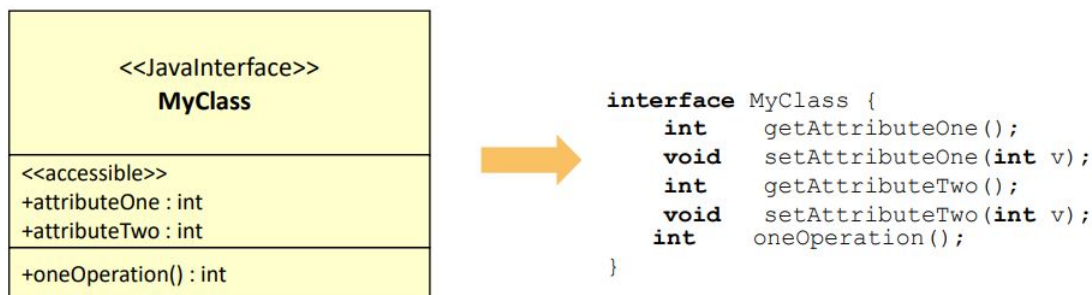 <<JavaInterface>>
MyClass
<<accessible>>
+attributeOne : int
+attributeTwo : int
+oneOperation() : int
interface MyClass {
int getAttributeOne();
void setAttributeOne(int v);
int getAttributeTwo();
void setAttributeTwo(int v);
int oneOperation();
}